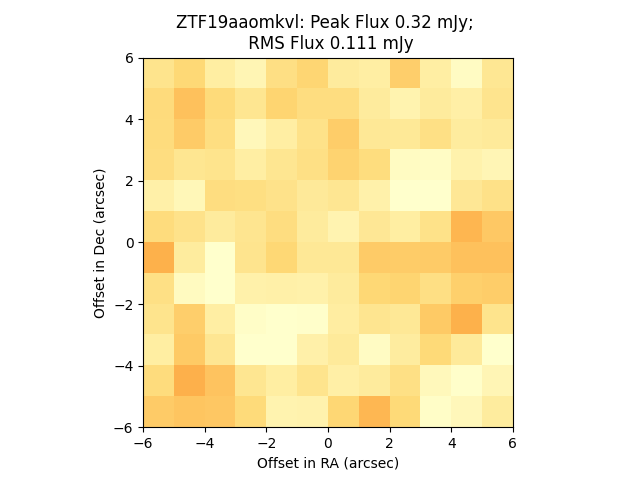 ZTF19aaomkvl: Peak Flux 0.32 mJy;
RMS Flux 0.111 mJy
6
4
2
0
−2
−4
−6
Offset in Dec (arcsec)
−6 −4 −2 0 2 4 6
Offset in RA (arcsec)